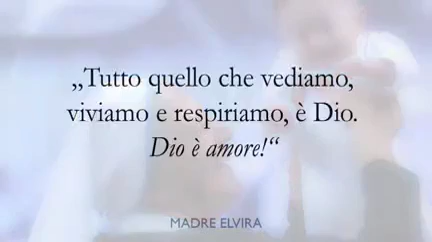 „Tutto quello che vediamo,
viviamo e respiriamo, è Dio.
Dio è amore!“
MADRE ELVIRA